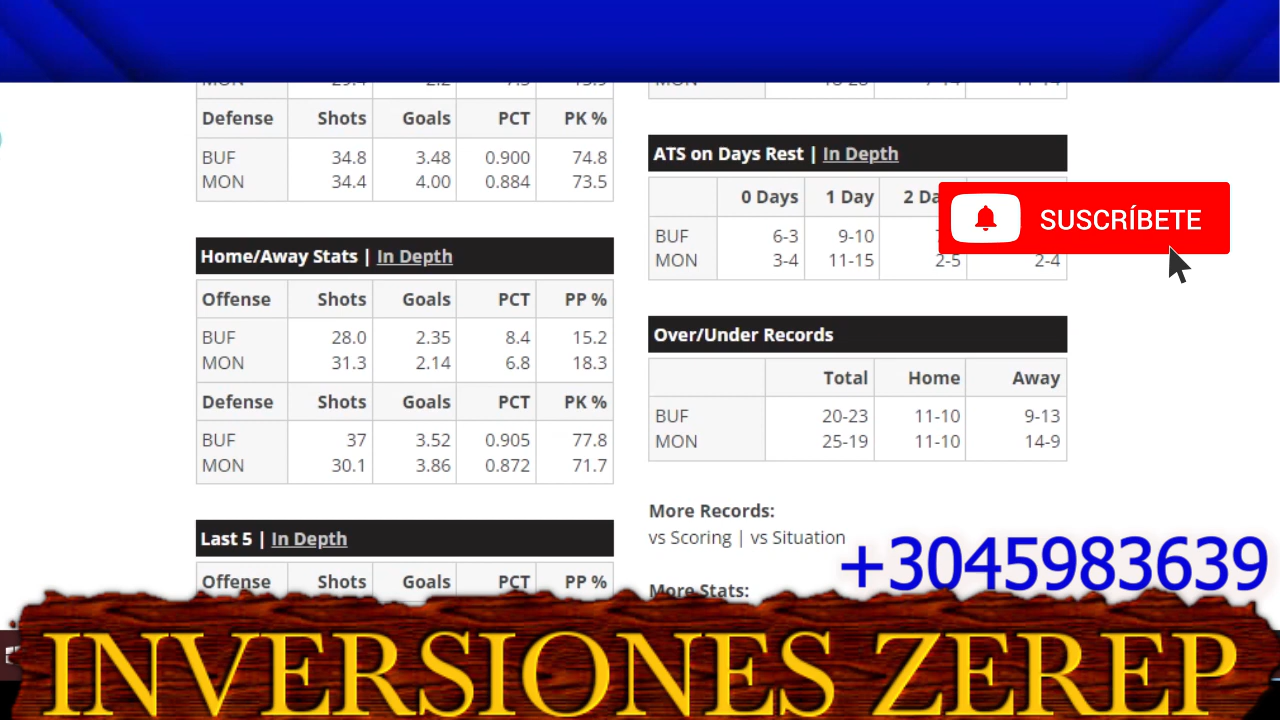 Defense Shots Goals PCT PK %
BUF 34.8 3.48 0.900 74.8
MON 34.4 4.00 0.884 73.5
Home/Away Stats | In Depth
Offense Shots Goals PCT PP %
BUF 28.0 2.35 8.4 15.2
MON 31.3 2.14 6.8 18.3
Defense Shots Goals PCT PK %
BUF 37 3.52 0.905 77.8
MON 30.1 3.86 0.872 71.7
Last 5 | In Depth
Offense Shots Goals PCT PP %
ATS on Days Rest | In Depth
0 Days 1 Day
BUF 6-3 9-10
MON 3-4 11-15 2-5 2-4
SUSCRÍBETE
Over/Under Records
Total Home Away
BUF 20-23 11-10 9-13
MON 25-19 11-10 14-9
More Records:
vs Scoring | vs Situation
More Stats:
+3045983639
INVERSIONES ZEREP